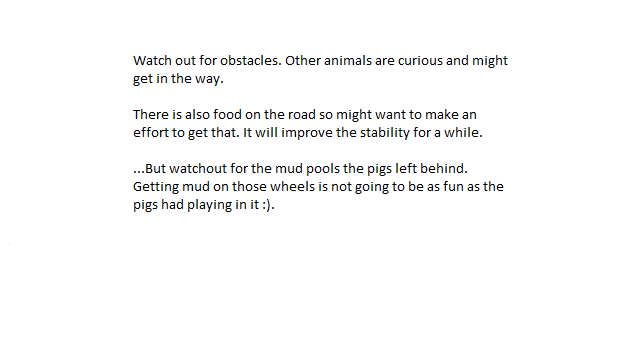 Watch out for obstacles. Other animals are curious and might
get in the way.
There is also food on the road so might want to make an
effort to get that. It will improve the stability for a while.
...But watchout for the mud pools the pigs left behind.
Getting mud on those wheels is not going to be as fun as the
pigs had playing in it :).